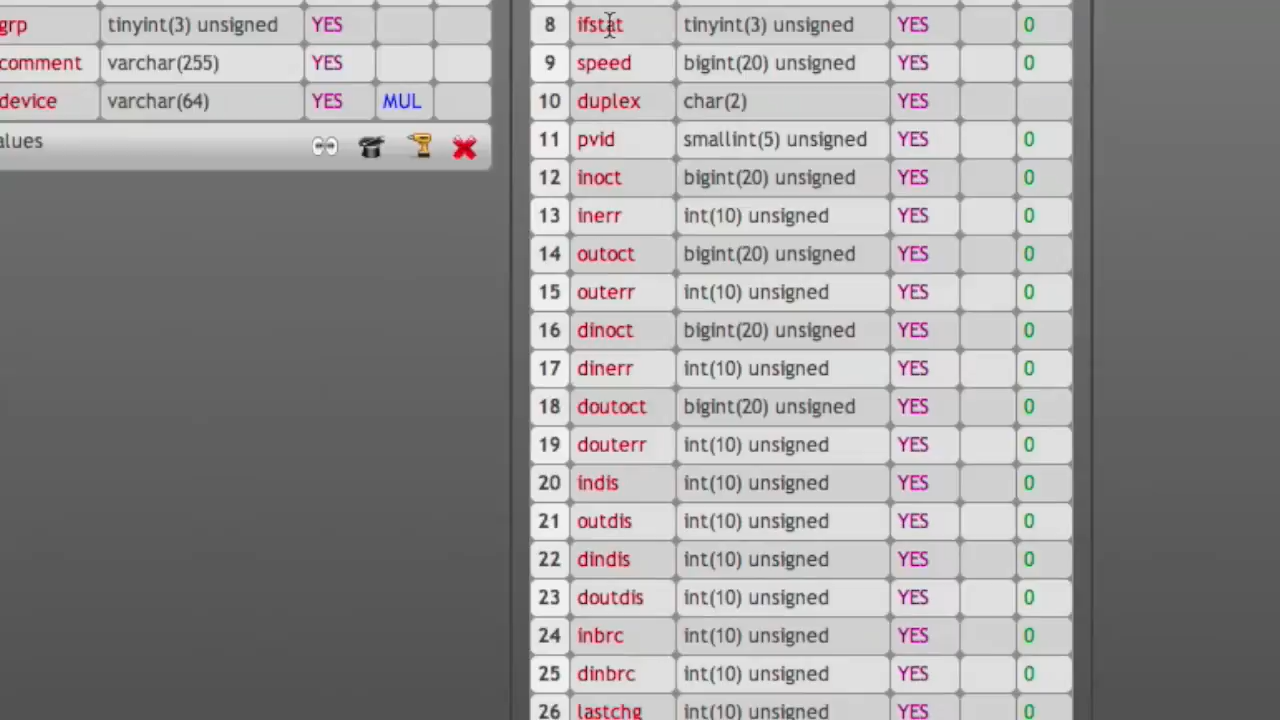 grp tinyint(3) unsigned YES
comment varchar(255) YES
device varchar(64) YES MUL
alues
8 ifstat tinyint(3) unsigned YES 0
9 speed bigint(20) unsigned YES 0
10 duplex char(2) YES
11 pvid smallint(5) unsigned YES 0
12 inoct bigint(20) unsigned YES 0
13 inerr int(10) unsigned YES 0
14 outoct bigint(20) unsigned YES 0
15 outerr int(10) unsigned YES 0
16 dinoct bigint(20) unsigned YES 0
17 dinerr int(10) unsigned YES 0
18 doutoct bigint(20) unsigned YES 0
19 douterr int(10) unsigned YES 0
20 indis int(10) unsigned YES 0
21 outdis int(10) unsigned YES 0
22 dindis int(10) unsigned YES 0
23 doutdis int(10) unsigned YES 0
24 inbrc int(10) unsigned YES 0
25 dinbrc int(10) unsigned YES 0
26 lastchg int(10) unsigned YES 0